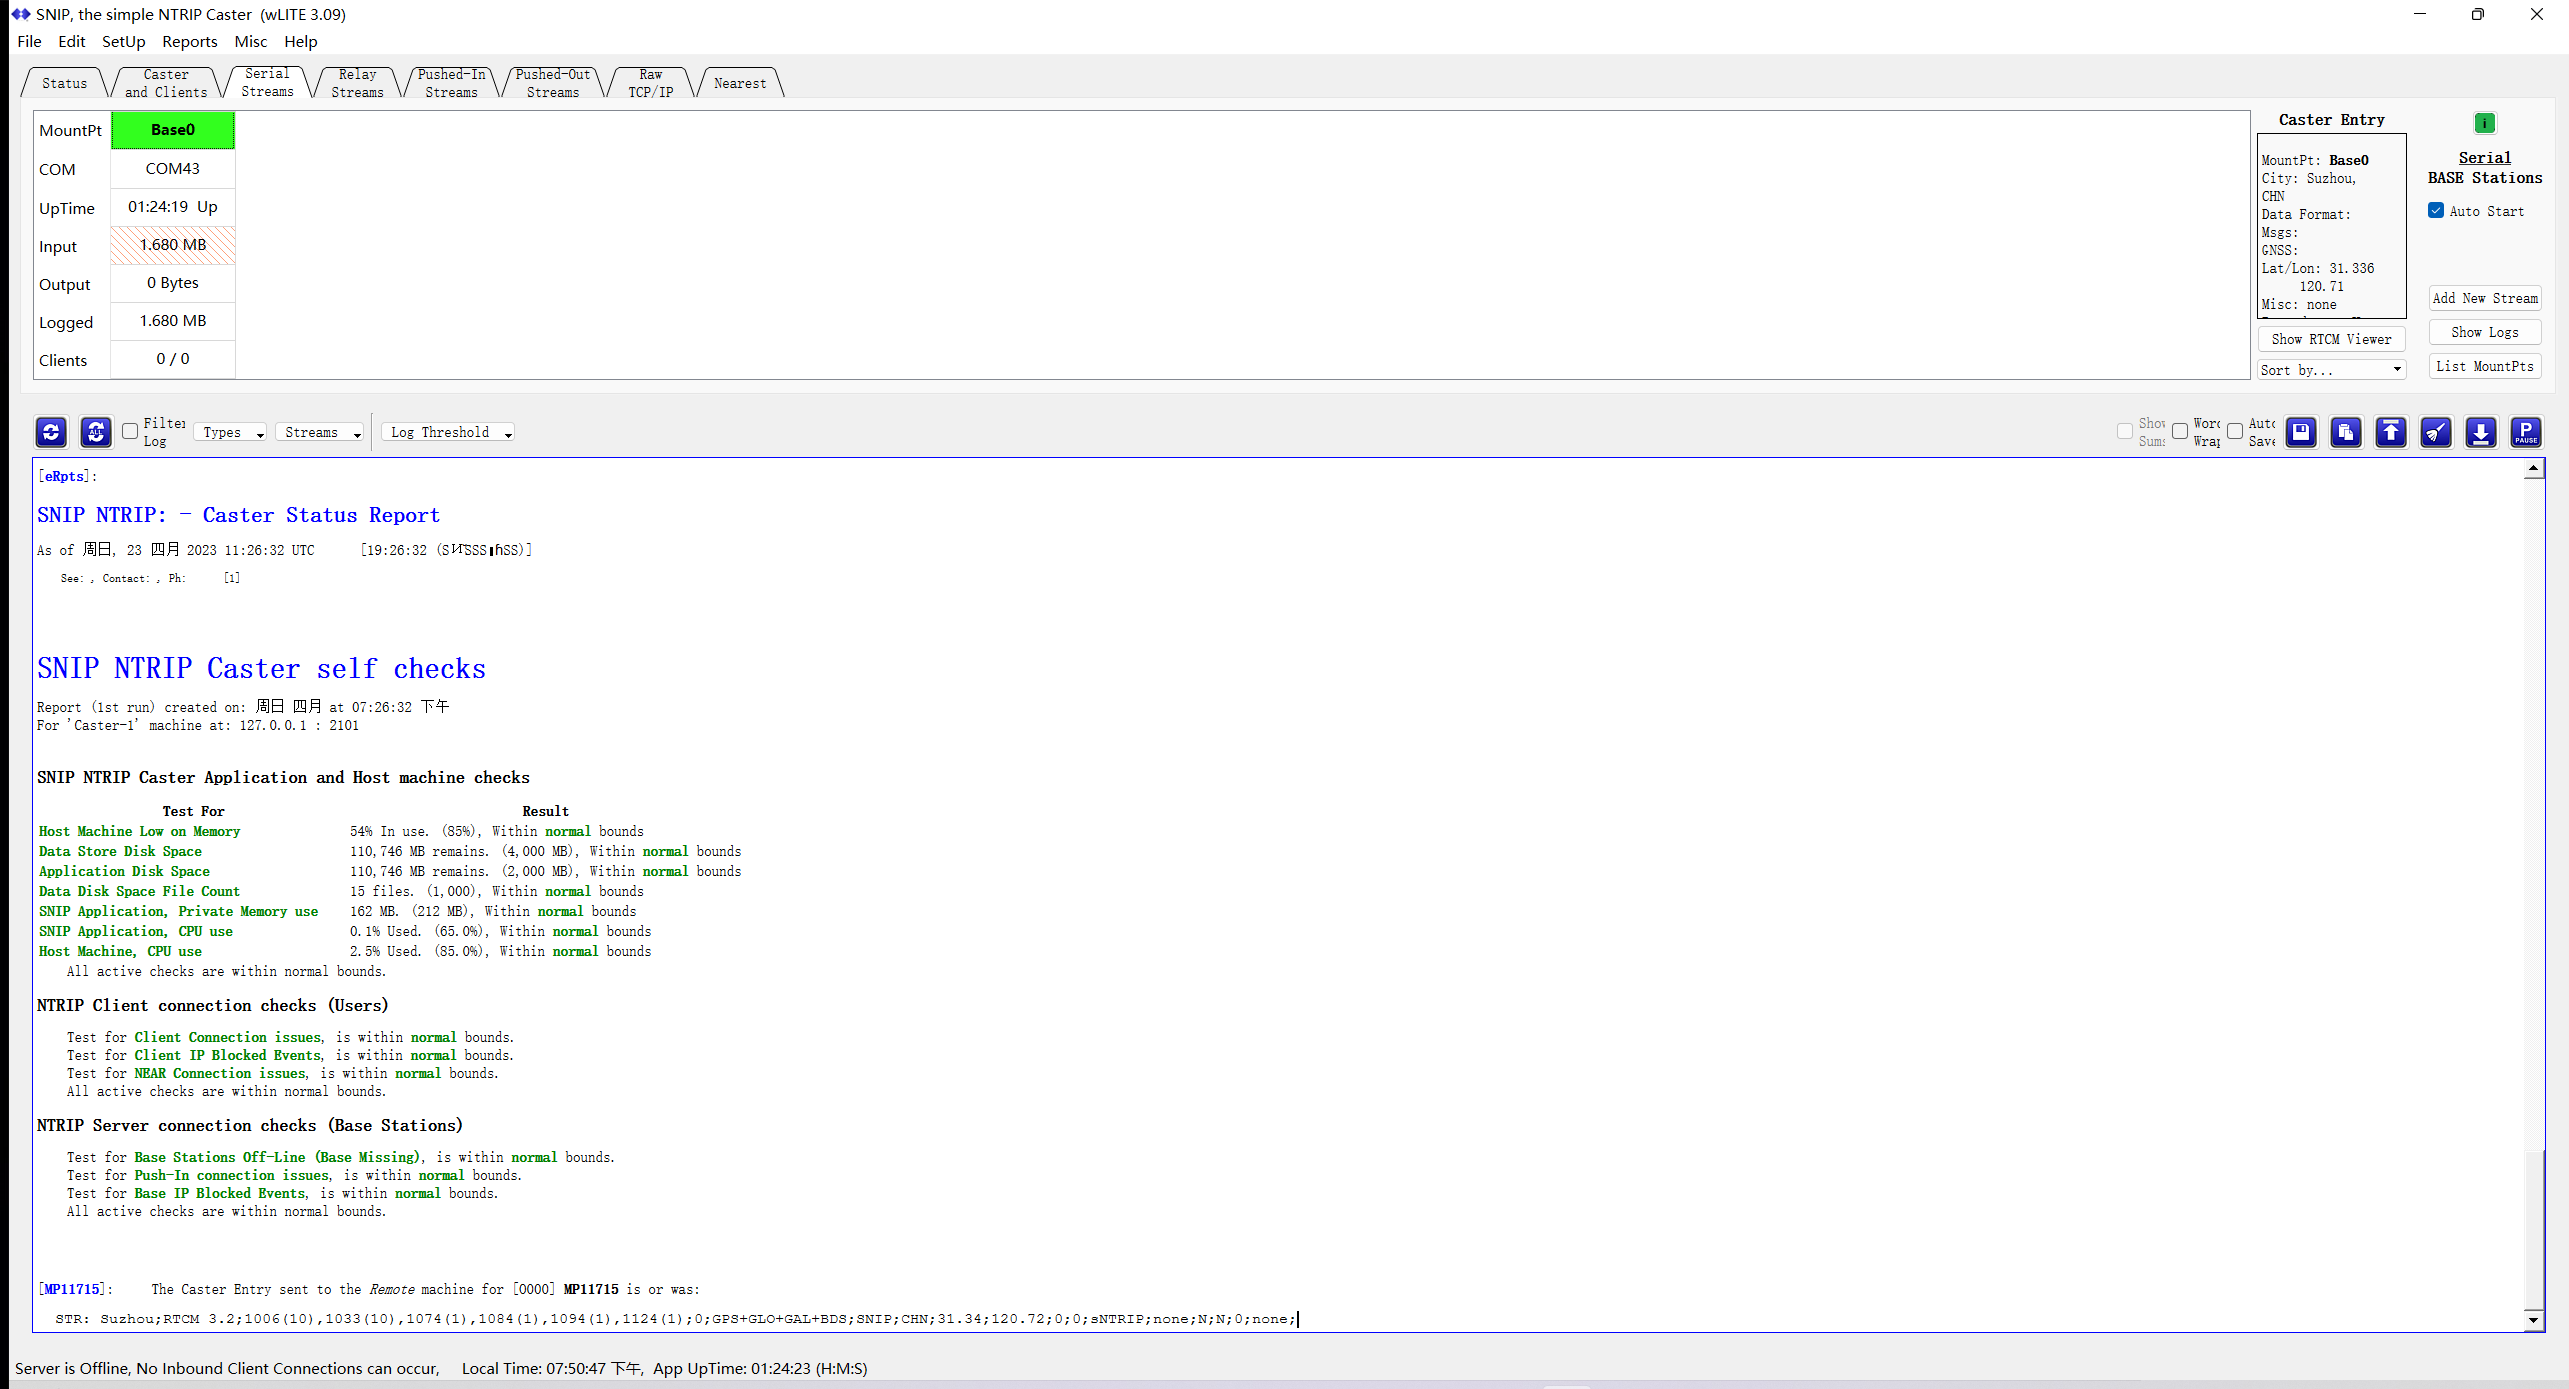 SNIP, the simple NTRIP Caster (wLITE 3.09)
File Edit SetUp Reports Misc Help
Status
Caster and Clients
Serial Streams
Relay Streams
Pushed-In Streams
Pushed-Out Streams
Raw TCP/IP
Nearest
MountPt Base0
COM COM43
UpTime 01:24:19 Up
Input 1.680 MB
Output 0 Bytes
Logged 1.680 MB
Clients 0 / 0
Caster Entry
MountPt: Base0
City: Suzhou,
CHN
Data Format:
Msgs:
GNSS:
Lat/Lon: 31.336
120.71
Misc: none
Show RTCM Viewer
Sort by...
i
Serial
BASE Stations
Auto Start
Add New Stream
Show Logs
List MountPts
ALL
Filter
Log
Types
Streams
Log Threshold
Show
Sums
Word
Wrap
Auto
Save
P
PAUSE
[eRpts]:
SNIP NTRIP: - Caster Status Report
As of 周日, 23 四月 2023 11:26:32 UTC
See: , Contact: , Ph: [1]
SNIP NTRIP Caster self checks
Report (1st run) created on: 周日 四月 at 07:26:32 下午
For 'Caster-1' machine at: 127.0.0.1 : 2101
SNIP NTRIP Caster Application and Host machine checks
Test For Result
Host Machine Low on Memory 54% In use. (85%), Within normal bounds
Data Store Disk Space 110,746 MB remains. (4,000 MB), Within normal bounds
Application Disk Space 110,746 MB remains. (2,000 MB), Within normal bounds
Data Disk Space File Count 15 files. (1,000), Within normal bounds
SNIP Application, Private Memory use 162 MB. (212 MB), Within normal bounds
SNIP Application, CPU use 0.1% Used. (65.0%), Within normal bounds
Host Machine, CPU use 2.5% Used. (85.0%), Within normal bounds
All active checks are within normal bounds.
NTRIP Client connection checks (Users)
Test for Client Connection issues, is within normal bounds.
Test for Client IP Blocked Events, is within normal bounds.
Test for NEAR Connection issues, is within normal bounds.
All active checks are within normal bounds.
NTRIP Server connection checks (Base Stations)
Test for Base Stations Off-Line (Base Missing), is within normal bounds.
Test for Push-In connection issues, is within normal bounds.
Test for Base IP Blocked Events, is within normal bounds.
All active checks are within normal bounds.
[MP11715]: The Caster Entry sent to the Remote machine for [0000] MP11715 is or was:
STR: Suzhou;RTCM 3.2;1006(10),1033(10),1074(1),1084(1),1094(1),1124(1);0;GPS+GLO+GAL+BDS;SNIP;CHN;31.34;120.72;0;0;sNTRIP;none;N;N;0;none;
Server is Offline, No Inbound Client Connections can occur, Local Time: 07:50:47 下午, App UpTime: 01:24:23 (H:M:S)